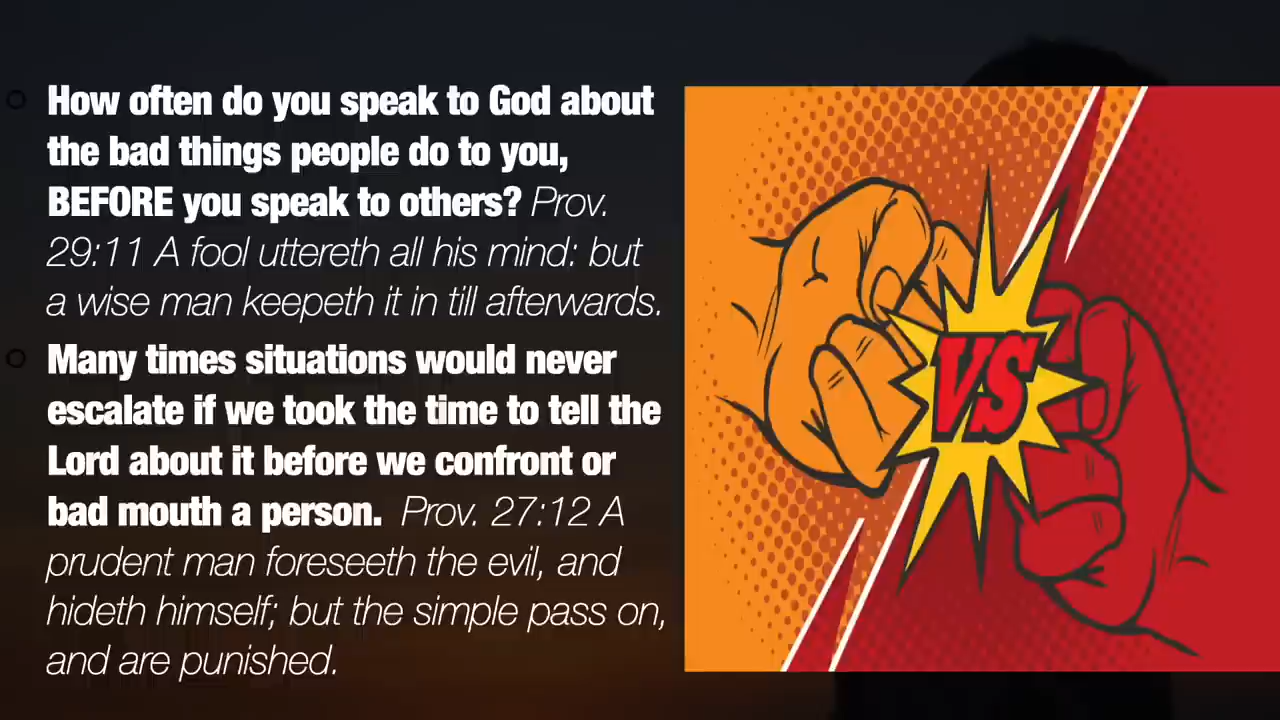 How often do you speak to God about
the bad things people do to you,
BEFORE you speak to others? Prov.
29:11 A fool uttereth all his mind: but
a wise man keepeth it in till afterwards.
Many times situations would never
escalate if we took the time to tell the
Lord about it before we confront or
bad mouth a person. Prov. 27:12 A
prudent man foreseeth the evil, and
hideth himself; but the simple pass on,
and are punished.
VS